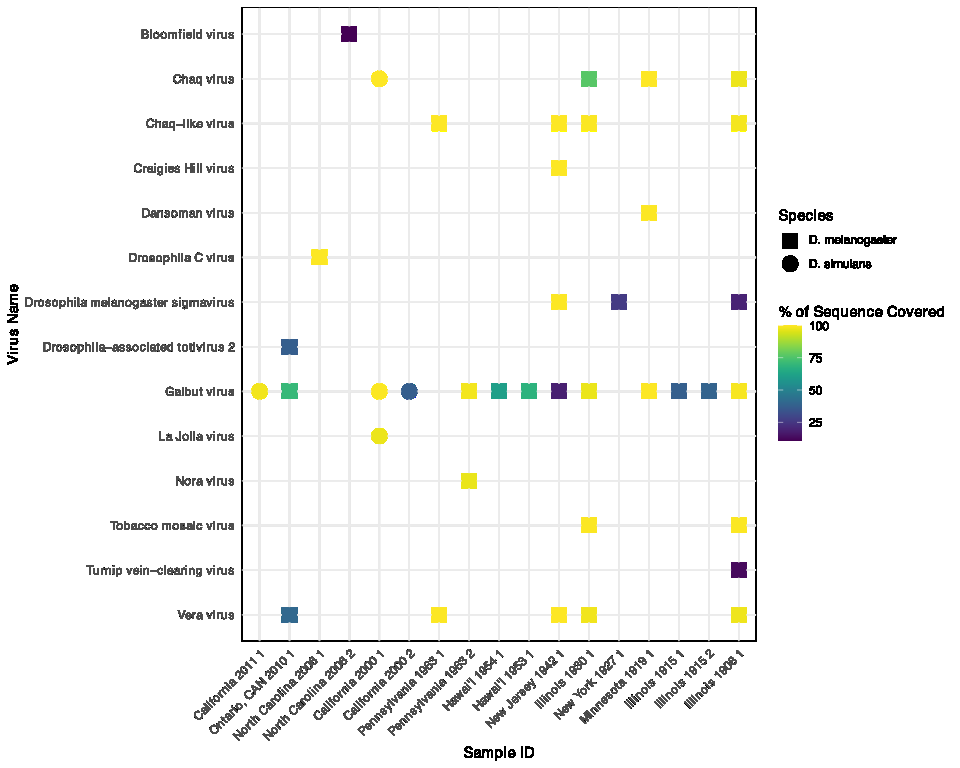 Bloomfield virus
Chaq virus
Chaq-like virus
Craigies Hill virus
Dansoman virus
Drosophila C virus
Drosophila melanogaster sigmavirus
Drosophila-associated totivirus 2
Galbut virus
La Jolla virus
Nora virus
Tobacco mosaic virus
Turnip vein-clearing virus
Vera virus
Virus Name
California 2011 1
Ontario, CAN 2010 1
North Carolina 2008 1
North Carolina 2008 2
California 2000 1
California 2000 2
Pennsylvania 1963 1
Pennsylvania 1963 2
Hawai'i 1954 1
Hawai'i 1953 1
New Jersey 1942 1
Illinois 1930 1
New York 1927 1
Minnesota 1919 1
Illinois 1915 1
Illinois 1915 2
Illinois 1908 1
Sample ID
Species
D. melanogaster
D. simulans
% of Sequence Covered
100
75
50
25